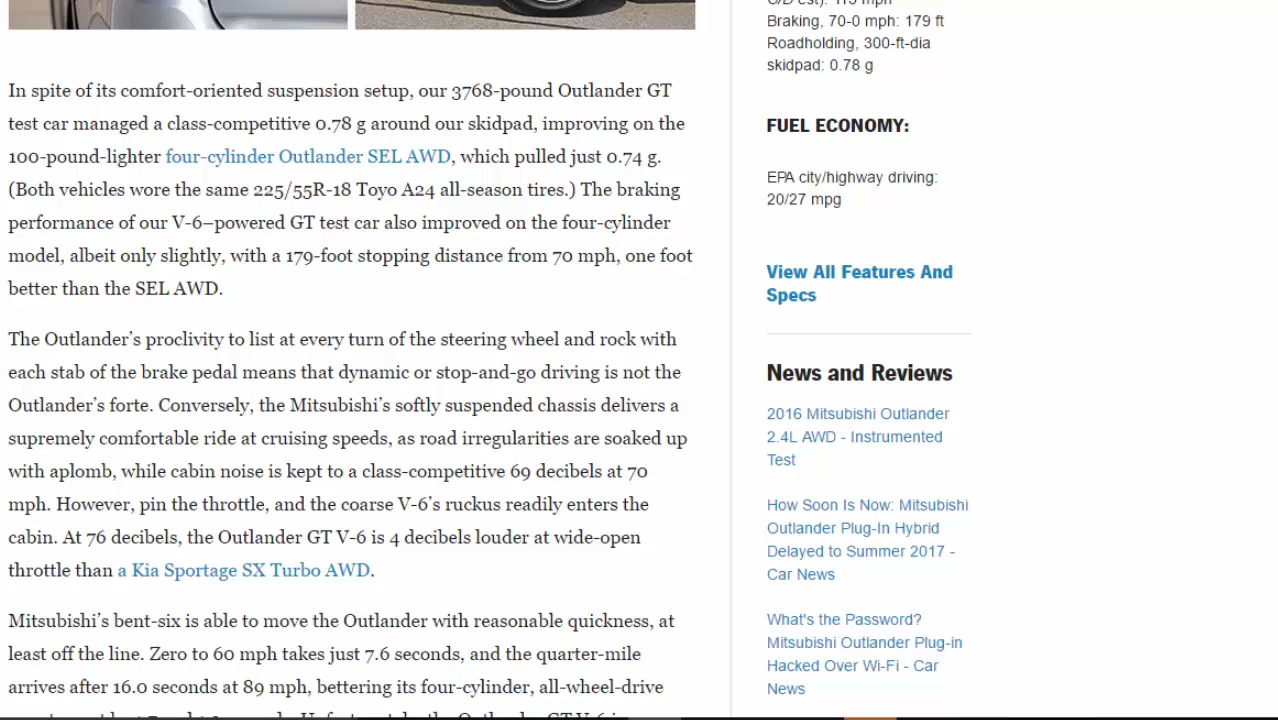 In spite of its comfort-oriented suspension setup, our 3768-pound Outlander GT
test car managed a class-competitive 0.78 g around our skidpad, improving on the
100-pound-lighter four-cylinder Outlander SEL AWD, which pulled just 0.74 g.
(Both vehicles wore the same 225/55R-18 Toyo A24 all-season tires.) The braking
performance of our V-6–powered GT test car also improved on the four-cylinder
model, albeit only slightly, with a 179-foot stopping distance from 70 mph, one foot
better than the SEL AWD.
The Outlander's proclivity to list at every turn of the steering wheel and rock with
each stab of the brake pedal means that dynamic or stop-and-go driving is not the
Outlander's forte. Conversely, the Mitsubishi's softly suspended chassis delivers a
supremely comfortable ride at cruising speeds, as road irregularities are soaked up
with aplomb, while cabin noise is kept to a class-competitive 69 decibels at 70
mph. However, pin the throttle, and the coarse V-6's ruckus readily enters the
cabin. At 76 decibels, the Outlander GT V-6 is 4 decibels louder at wide-open
throttle than a Kia Sportage SX Turbo AWD.
Mitsubishi's bent-six is able to move the Outlander with reasonable quickness, at
least off the line. Zero to 60 mph takes just 7.6 seconds, and the quarter-mile
arrives after 16.0 seconds at 89 mph, bettering its four-cylinder, all-wheel-drive
Braking, 70-0 mph: 179 ft
Roadholding, 300-ft-dia
skidpad: 0.78 g
FUEL ECONOMY:
EPA city/highway driving:
20/27 mpg
View All Features And
Specs
News and Reviews
2016 Mitsubishi Outlander
2.4L AWD - Instrumented
Test
How Soon Is Now: Mitsubishi
Outlander Plug-In Hybrid
Delayed to Summer 2017 -
Car News
What's the Password?
Mitsubishi Outlander Plug-in
Hacked Over Wi-Fi - Car
News